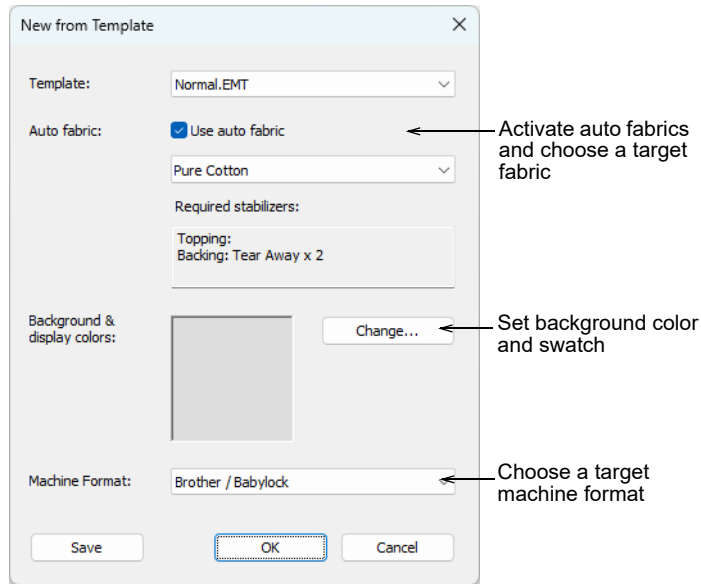 New from Template
Template:
Normal.EMT
Auto fabric:
Use auto fabric
Activate auto fabrics
and choose a target
fabric
Pure Cotton
Required stabilizers:
Topping:
Backing: Tear Away x 2
Background &
display colors:
Change...
Set background color
and swatch
Machine Format:
Brother / Babylock
Choose a target
machine format
Save
OK
Cancel